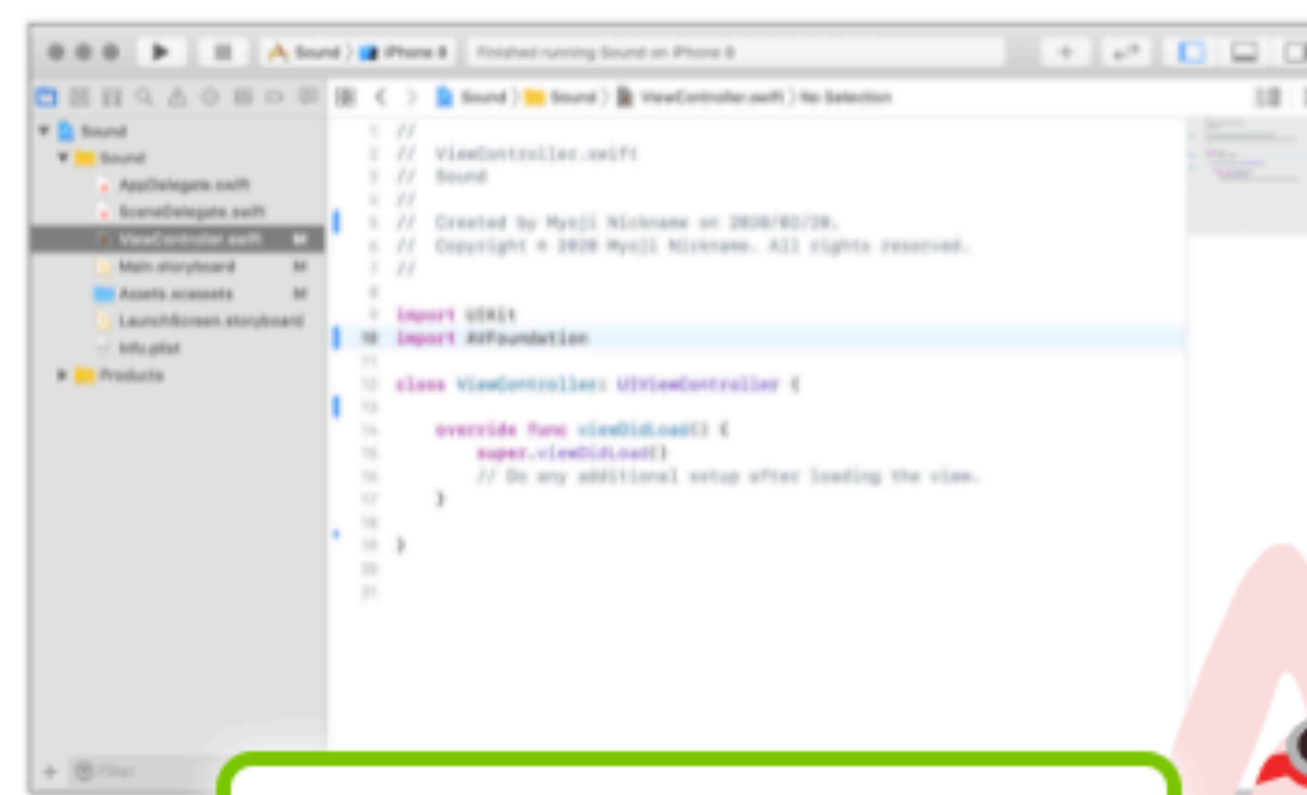 Sound iPhone 8 Finished running Sound on iPhone 8
Sound Sound ViewController.swift No Selection
Sound
Sound
AppDelegate.swift
SceneDelegate.swift
ViewController.swift M
Main.storyboard M
Assets.xcassets M
LaunchScreen.storyboard
Info.plist
Products
Filter
1 //
2 // ViewController.swift
3 // Sound
4 //
5 // Created by Myoji Nickname on 2020/02/20.
6 // Copyright © 2020 Myoji Nickname. All rights reserved.
7 //
8
9 import UIKit
10 import AVFoundation
11
12 class ViewController: UIViewController {
13
14 override func viewDidLoad() {
15 super.viewDidLoad()
16 // Do any additional setup after loading the view.
17 }
18
19 }
20
21